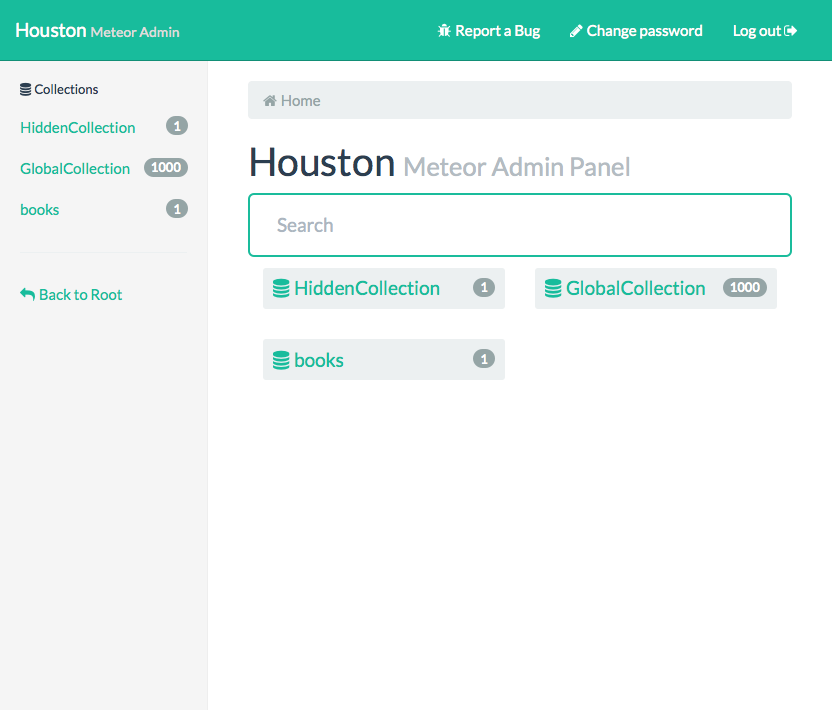 Houston Meteor Admin
Report a Bug
Change password
Log out
Collections
HiddenCollection 1
GlobalCollection 1000
books 1
Back to Root
Home
Houston Meteor Admin Panel
Search
HiddenCollection 1
GlobalCollection 1000
books 1